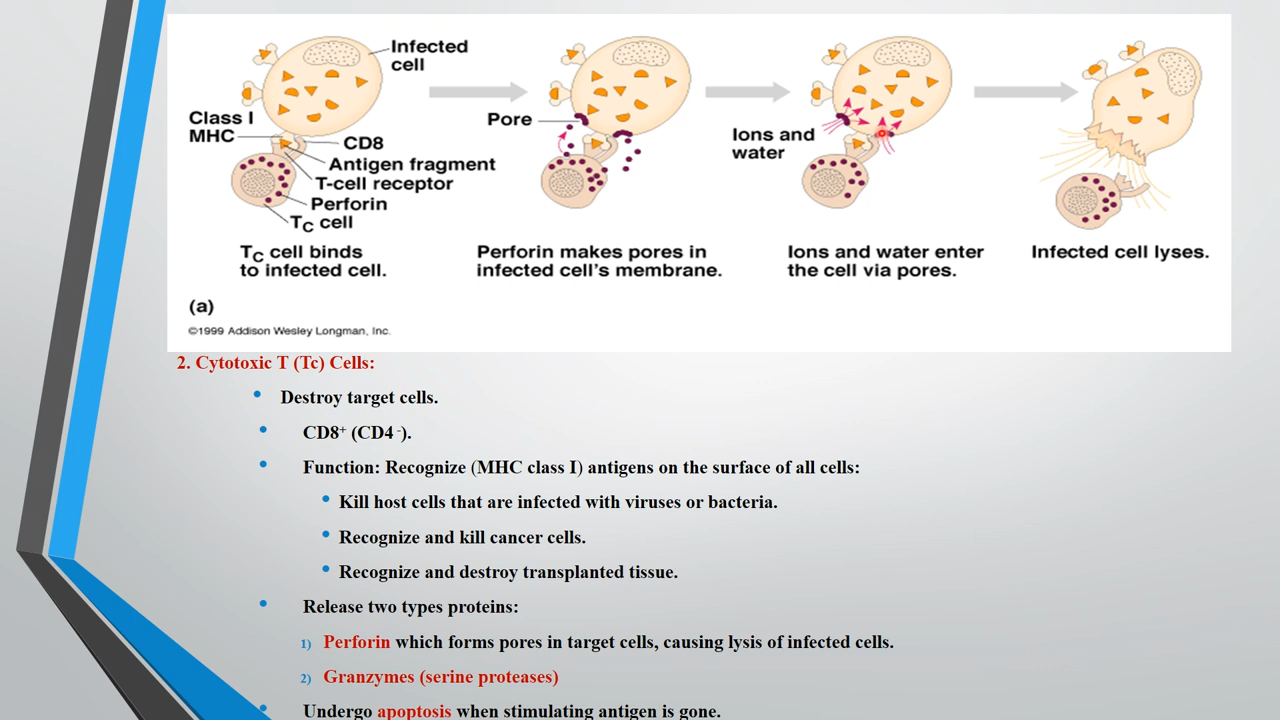 Infected
cell
Class I
MHC
CD8
Antigen fragment
T-cell receptor
Perforin
TC cell
TC cell binds
to infected cell.
Pore
Perforin makes pores in
infected cell's membrane.
Ions and
water
Ions and water enter
the cell via pores.
Infected cell lyses.
(a)
©1999 Addison Wesley Longman, Inc.
2. Cytotoxic T (Tc) Cells:
• Destroy target cells.
• CD8+ (CD4 -).
• Function: Recognize (MHC class I) antigens on the surface of all cells:
• Kill host cells that are infected with viruses or bacteria.
• Recognize and kill cancer cells.
• Recognize and destroy transplanted tissue.
• Release two types proteins:
1) Perforin which forms pores in target cells, causing lysis of infected cells.
2) Granzymes (serine proteases)
• Undergo apoptosis when stimulating antigen is gone.